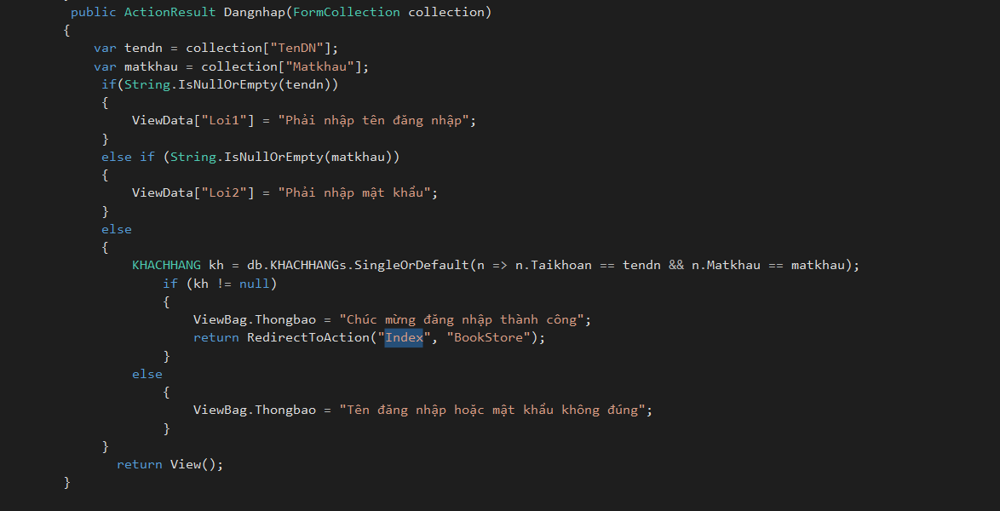 public ActionResult Dangnhap(FormCollection collection)
{
var tendn = collection["TenDN"];
var matkhau = collection["Matkhau"];
if(String.IsNullOrEmpty(tendn))
{
ViewData["Loi1"] = "Phải nhập tên đăng nhập";
}
else if (String.IsNullOrEmpty(matkhau))
{
ViewData["Loi2"] = "Phải nhập mật khẩu";
}
else
{
KHACHHANG kh = db.KHACHHANGs.SingleOrDefault(n => n.Taikhoan == tendn && n.Matkhau == matkhau);
if (kh != null)
{
ViewBag.Thongbao = "Chúc mừng đăng nhập thành công";
return RedirectToAction("Index", "BookStore");
}
else
{
ViewBag.Thongbao = "Tên đăng nhập hoặc mật khẩu không đúng";
}
}
return View();
}